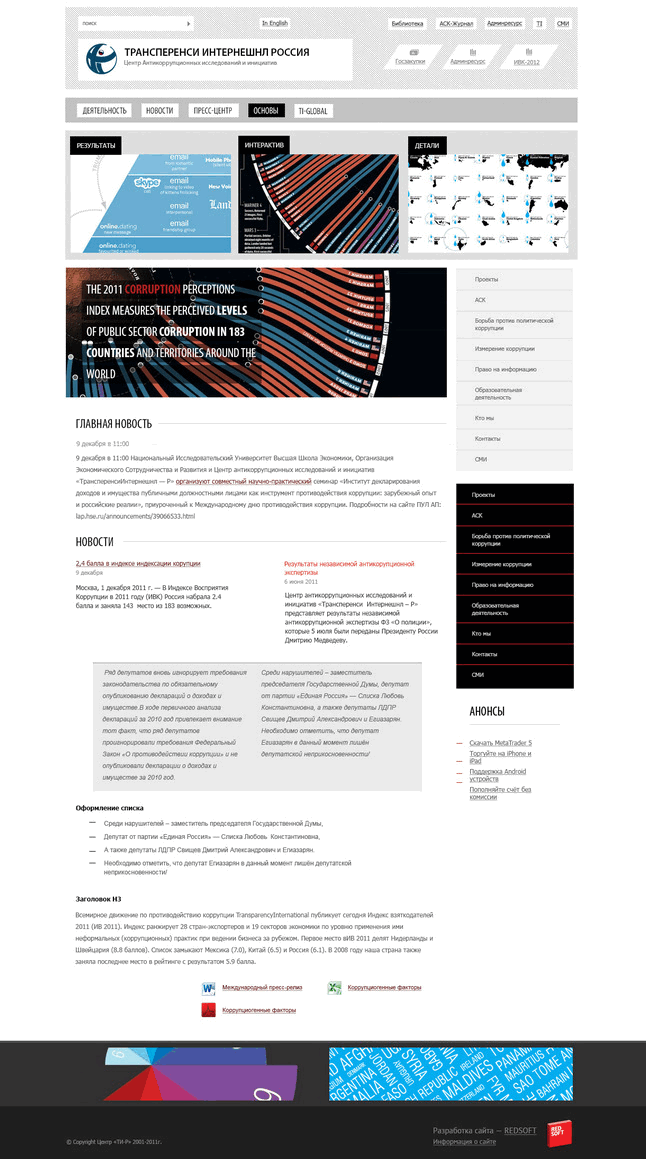 поиск
In English
Библиотека
АСК-Журнал
Админресурс
TI
СМИ
ТРАНСПЕРЕНСИ ИНТЕРНЕШНЛ РОССИЯ
Центр Антикоррупционных исследований и инициатив
Госзакупки
Админресурс
ИВК-2012
ДЕЯТЕЛЬНОСТЬ
НОВОСТИ
ПРЕСС-ЦЕНТР
ОСНОВЫ
TI-GLOBAL
РЕЗУЛЬТАТЫ
ИНТЕРАКТИВ
ДЕТАЛИ
email
skype
email
email
online.dating
new message
online.dating
THE 2011 CORRUPTION PERCEPTIONS
INDEX MEASURES THE PERCEIVED LEVELS
OF PUBLIC SECTOR CORRUPTION IN 183
COUNTRIES AND TERRITORIES AROUND THE
WORLD
Проекты
АСК
Борьба против политической
коррупции
Измерение коррупции
Право на информацию
Образовательная
деятельность
Кто мы
Контакты
СМИ
ГЛАВНАЯ НОВОСТЬ
9 декабря в 11:00
9 декабря в 11:00 Национальный Исследовательский Университет Высшая Школа Экономики, Организация
Экономического Сотрудничества и Развития и Центр антикоррупционных исследований и инициатив
«ТрансперенсиИнтернешнл — Р» организуют совместный научно-практический семинар «Институт декларирования
доходов и имущества публичными должностными лицами как инструмент противодействия коррупции: зарубежный опыт
и российские реалии», приуроченный к Международному дню противодействия коррупции. Подробности на сайте ПУЛ АП:
lap.hse.ru/announcements/39066533.html
Проекты
АСК
Борьба против политической
коррупции
Измерение коррупции
Право на информацию
Образовательная
деятельность
Кто мы
Контакты
СМИ
НОВОСТИ
2,4 балла в индексе индексации корупции
9 декабря
Москва, 1 декабря 2011 г. — В Индексе Восприятия
Коррупции в 2011 году (ИВК) Россия набрала 2.4
балла и заняла 143 место из 183 возможных.
Результаты независимой антикоррупционной
экспертизы
6 июня 2011
Центр антикоррупционных исследований и
инициатив «Трансперенси Интернешнл – Р»
представляет результаты независимой
антикоррупционной экспертизы ФЗ «О полиции»,
которые 5 июля были переданы Президенту России
Дмитрию Медведеву.
Ряд депутатов вновь игнорирует требования
законодательства по обязательному
опубликованию деклараций о доходах и
имуществе.В ходе первичного анализа
деклараций за 2010 год привлекает внимание
тот факт, что ряд депутатов
проигнорировали требования Федеральный
Закон «О противодействии коррупции» и не
опубликовали декларации о доходах и
имуществе за 2010 год.
Среди нарушителей – заместитель
председателя Государственной Думы, депутат
от партии «Единая Россия» — Слиска Любовь
Константиновна, а также депутаты ЛДПР
Свищев Дмитрий Александрович и Егиазарян.
Необходимо отметить, что депутат
Егиазарян в данный момент лишён
депутатской неприкосновенности/
АНОНСЫ
Скачать MetaTrader 5
Торгуйте на iPhone и
iPad
Поддержка Android
устройств
Пополняйте счёт без
комиссии
Оформление списка
— Среди нарушителей – заместитель председателя Государственной Думы,
— Депутат от партии «Единая Россия» — Слиска Любовь Константиновна,
— А также депутаты ЛДПР Свищев Дмитрий Александрович и Егиазарян.
— Необходимо отметить, что депутат Егиазарян в данный момент лишён депутатской
неприкосновенности/
Заголовок H3
Всемирное движение по противодействию коррупции TransparencyInternational публикует сегодня Индекс взяткодателей
2011 (ИВ 2011). Индекс ранжирует 28 стран-экспортеров и 19 секторов экономики по уровню применения ими
неформальных (коррупционных) практик при ведении бизнеса за рубежом. Первое место вИВ 2011 делят Нидерланды и
Швейцария (8.8 баллов). Список замыкают Мексика (7.0), Китай (6.5) и Россия (6.1). В 2008 году наша страна также
заняла последнее место в рейтинге с результатом 5.9 балла.
Международный пресс-релиз
Коррупциогенные факторы
Коррупциогенные факторы
© Copyright Центр «ТИ-Р» 2001-2011г.
Разработка сайта — REDSOFT
Информация о сайте
RED
SOFT